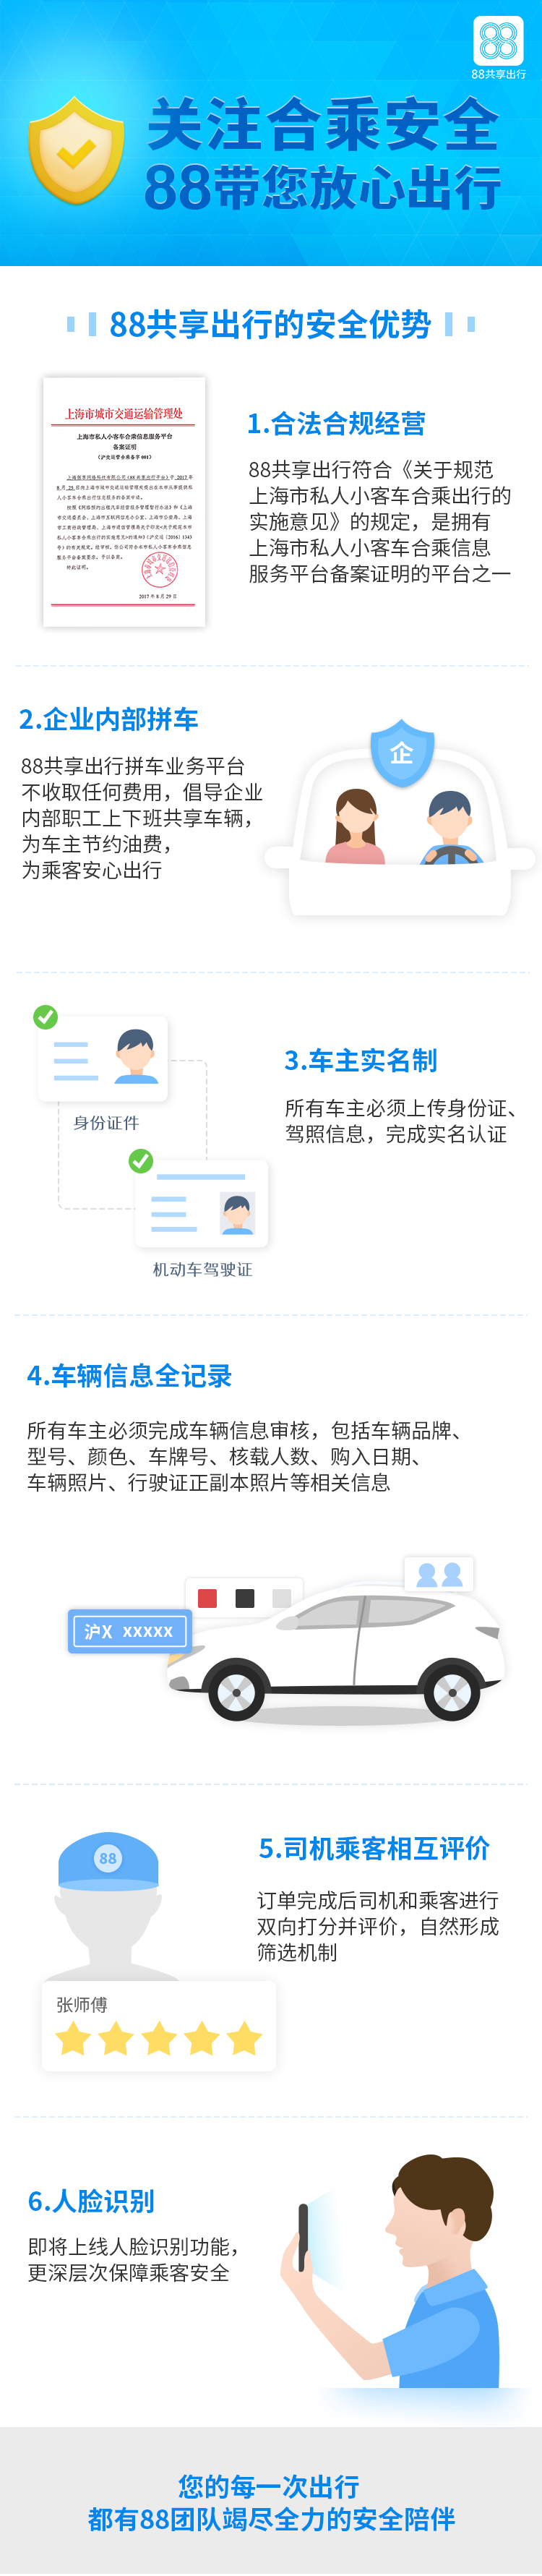 88共享出行
关注合乘安全
88带您放心出行
88共享出行的安全优势
上海市城市交通运输管理处
上海市私人小客车合乘信息服务平台
备案证明
1.合法合规经营
88共享出行符合《关于规范
上海市私人小客车合乘出行的
实施意见》的规定，是拥有
上海市私人小客车合乘信息
服务平台备案证明的平台之一
特此证明。
2017 年 8 月 29 日
2.企业内部拼车
88共享出行拼车业务平台
不收取任何费用，倡导企业
内部职工上下班共享车辆，
为车主节约油费，
为乘客安心出行
企
身份证件
机动车驾驶证
3.车主实名制
所有车主必须上传身份证、
驾照信息，完成实名认证
4.车辆信息全记录
所有车主必须完成车辆信息审核，包括车辆品牌、
型号、颜色、车牌号、核载人数、购入日期、
车辆照片、行驶证正副本照片等相关信息
沪X xxxxx
88
张师傅
5.司机乘客相互评价
订单完成后司机和乘客进行
双向打分并评价，自然形成
筛选机制
6.人脸识别
即将上线人脸识别功能，
更深层次保障乘客安全
您的每一次出行
都有88团队竭尽全力的安全陪伴